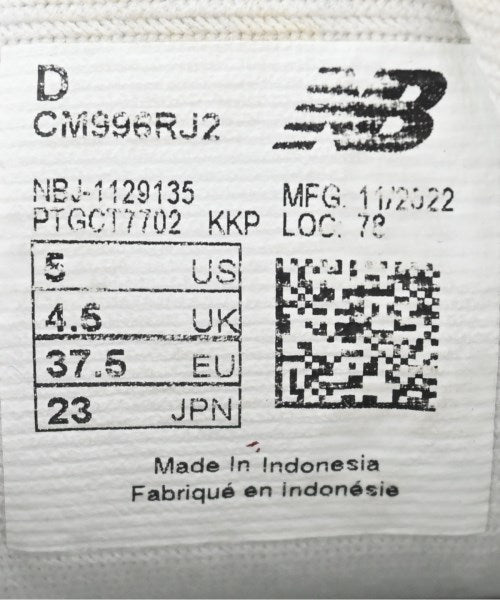 D
NB
CM996RJ2
NBJ-1129135
MFG. 11/2022
PTGCT7702 KKP
LOC: 78
5 US
4.5 UK
37.5 EU
23 JPN
Made In Indonesia
Fabriqué en Indonésie